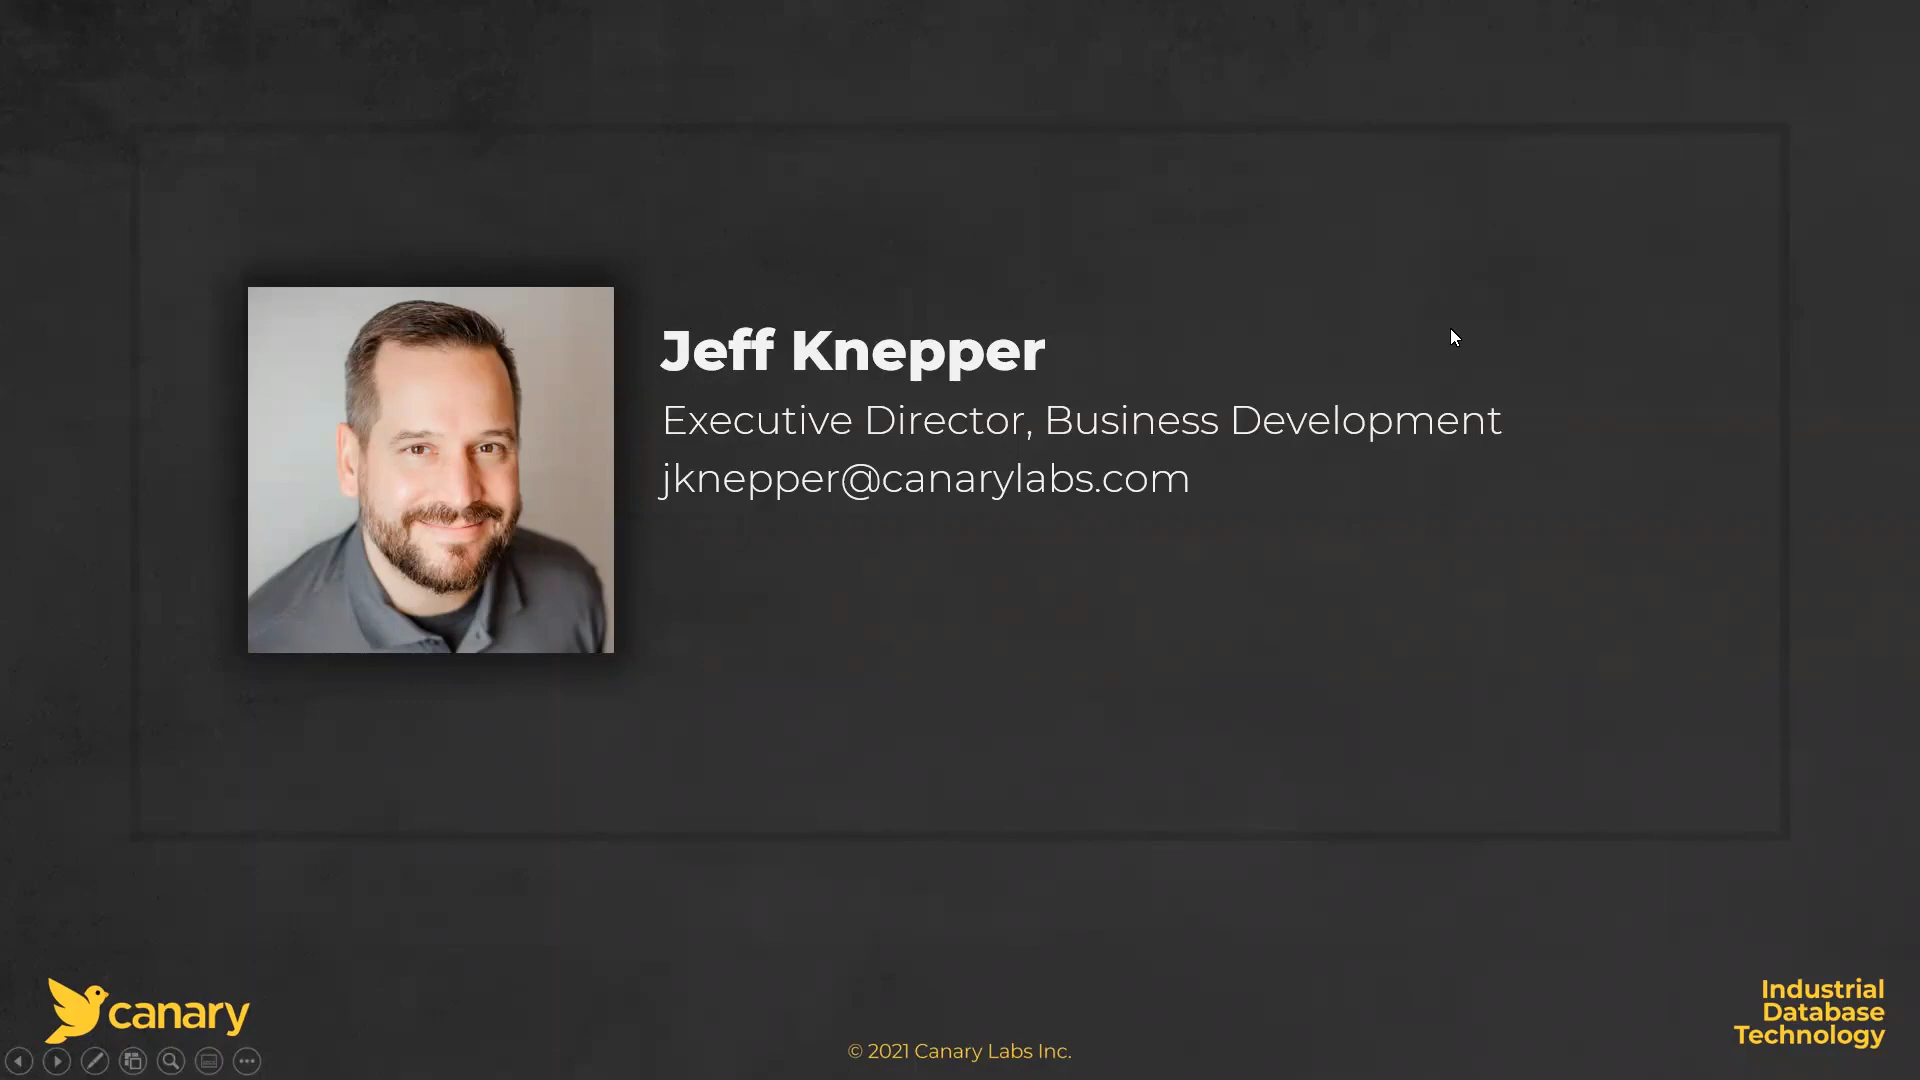 Jeff Knepper
Executive Director, Business Development
jknepper@canarylabs.com
canary
Industrial
Database
Technology
© 2021 Canary Labs Inc.